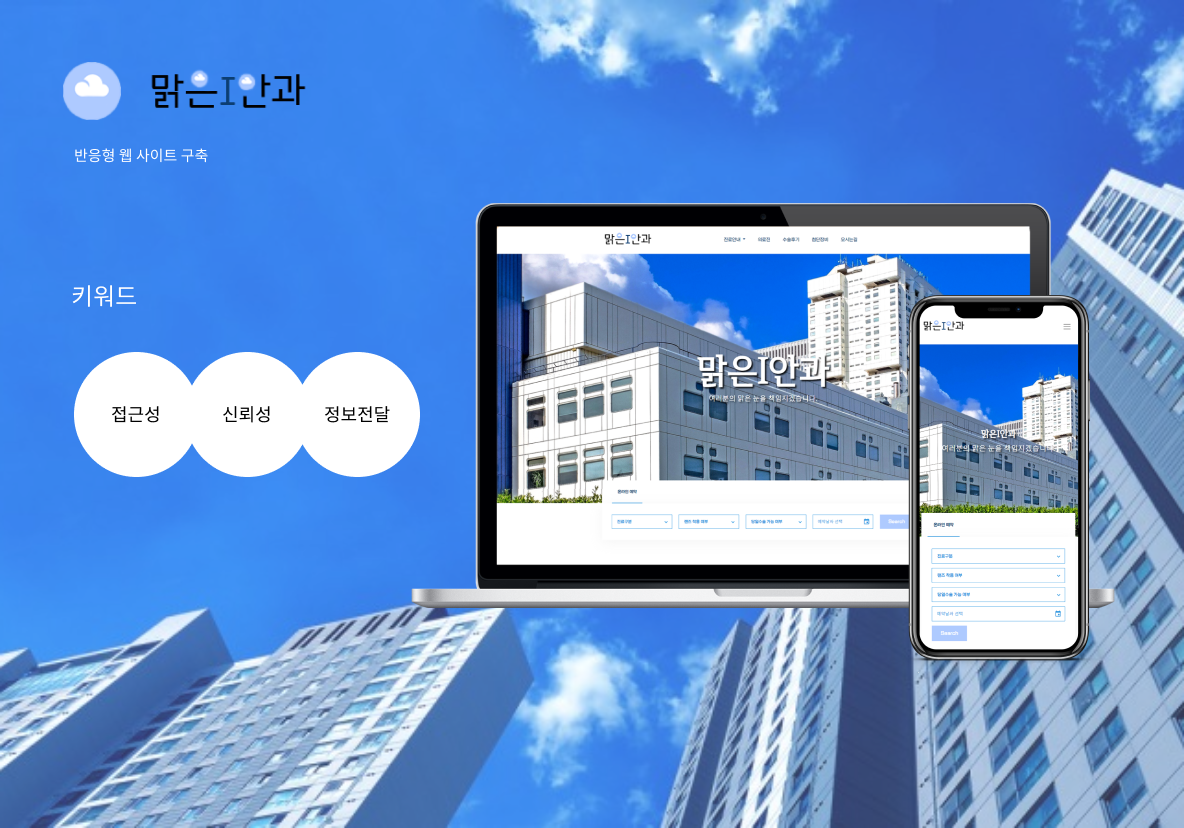 맑은I안과
반응형 웹 사이트 구축
키워드
접근성
신뢰성
정보전달
맑은I안과
진료안내 의료진 수술후기 첨단장비 오시는길
맑은I안과
여러분의 맑은 눈을 책임지겠습니다.
온라인 예약
진료구분
렌즈 착용 여부
당일수술 가능 여부
예약날짜 선택
Search
맑은I안과
맑은I안과
여러분의 맑은 눈을 책임지겠습니다.
온라인 예약
진료구분
렌즈 착용 여부
당일수술 가능 여부
예약날짜 선택
Search